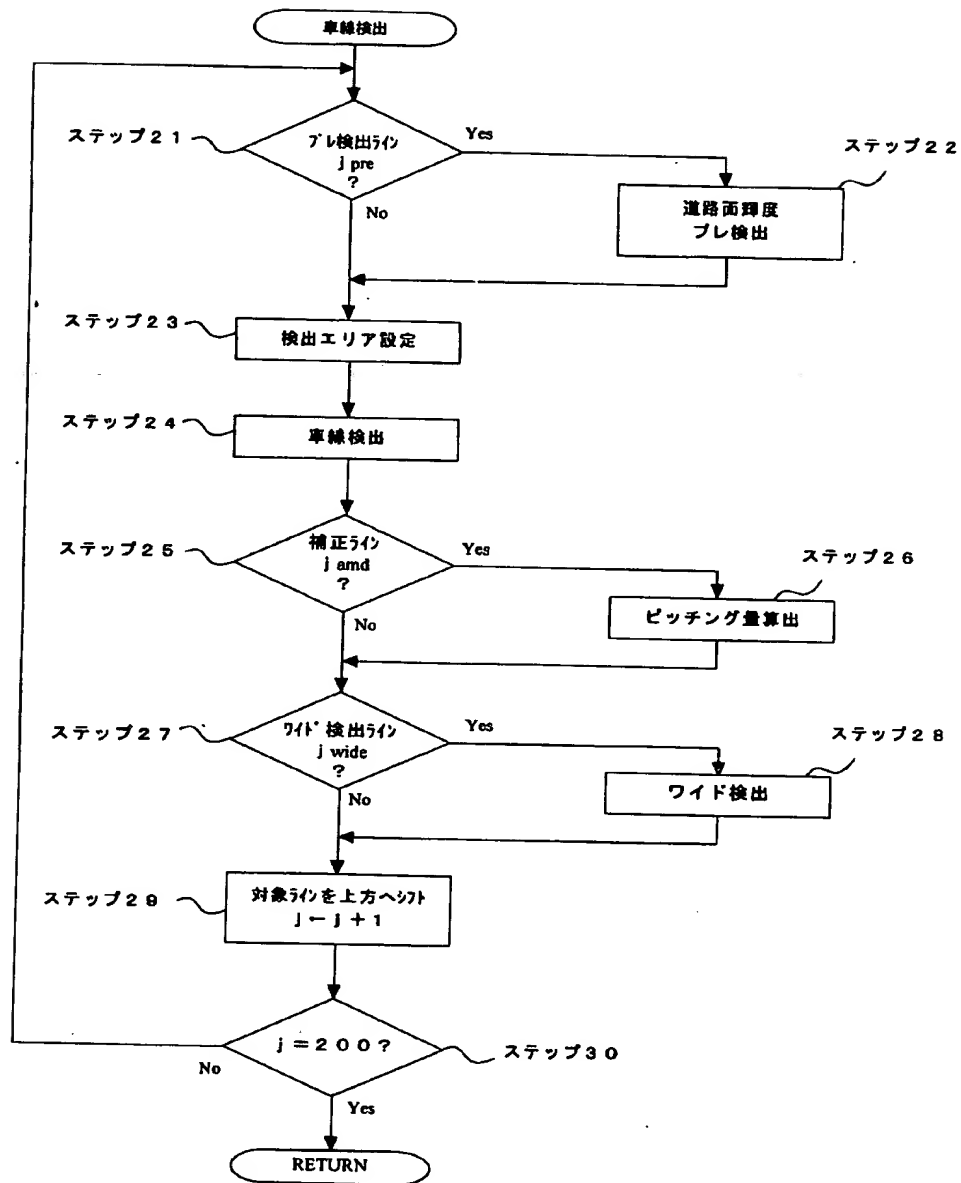 車線検出
ステップ21
プレ検出ライン
j pre
?
Yes
No
ステップ22
道路面輝度
プレ検出
ステップ23
検出エリア設定
ステップ24
車線検出
ステップ25
補正ライン
j amd
?
Yes
No
ステップ26
ピッチング量算出
ステップ27
ワイド検出ライン
j wide
?
Yes
No
ステップ28
ワイド検出
ステップ29
対象ラインを上方へシフト
j ← j + 1
j = 200?
ステップ30
No
Yes
RETURN